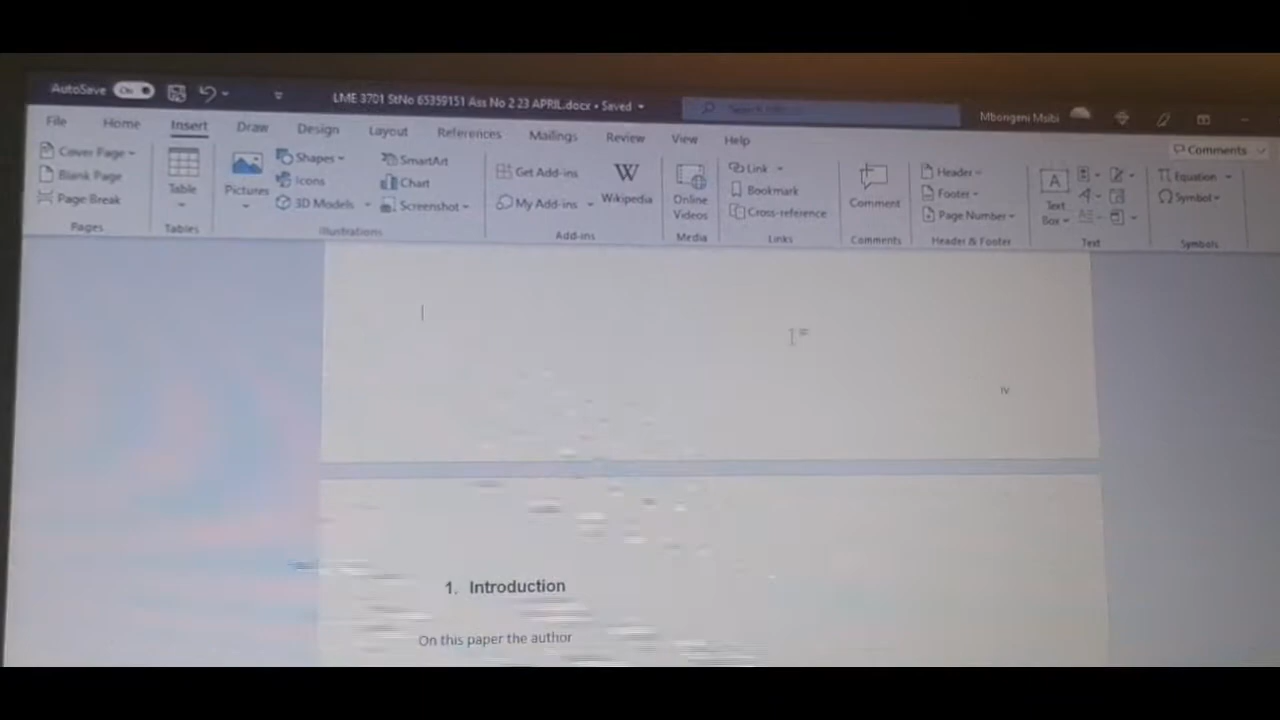 AutoSave On LME 3701 StNo 65359151 Ass No 2 23 APRIL.docx • Saved Mbongeni Msibi
File Home Insert Draw Design Layout References Mailings Review View Help Comments
Cover Page
Blank Page
Page Break
Pages
Table
Tables
Pictures
Shapes
Icons
3D Models
SmartArt
Chart
Screenshot
Illustrations
Get Add-ins
My Add-ins
W
Wikipedia
Add-ins
Online
Videos
Media
Link
Bookmark
Cross-reference
Links
Comment
Comments
Header
Footer
Page Number
Header & Footer
A
Text
Box
Text
Equation
Symbol
Symbols
iv
1. Introduction
On this paper the author